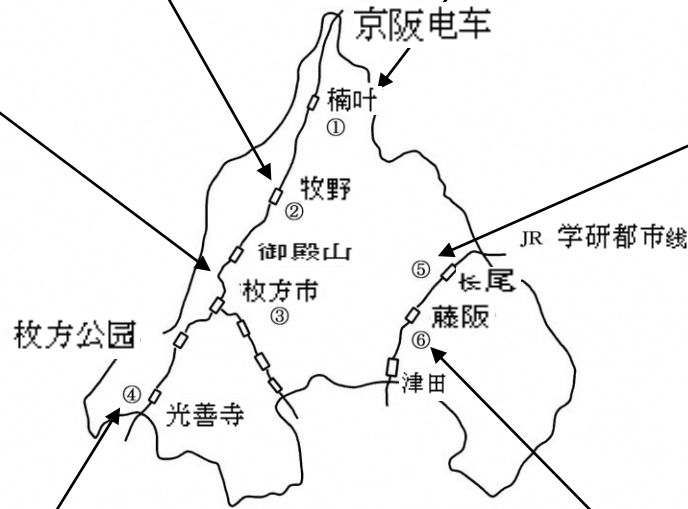 京阪电车
楠叶
①
牧野
②
御殿山
JR 学研都市线
⑤
长尾
枚方市
③
藤阪
⑥
枚方公园
津田
④
光善寺